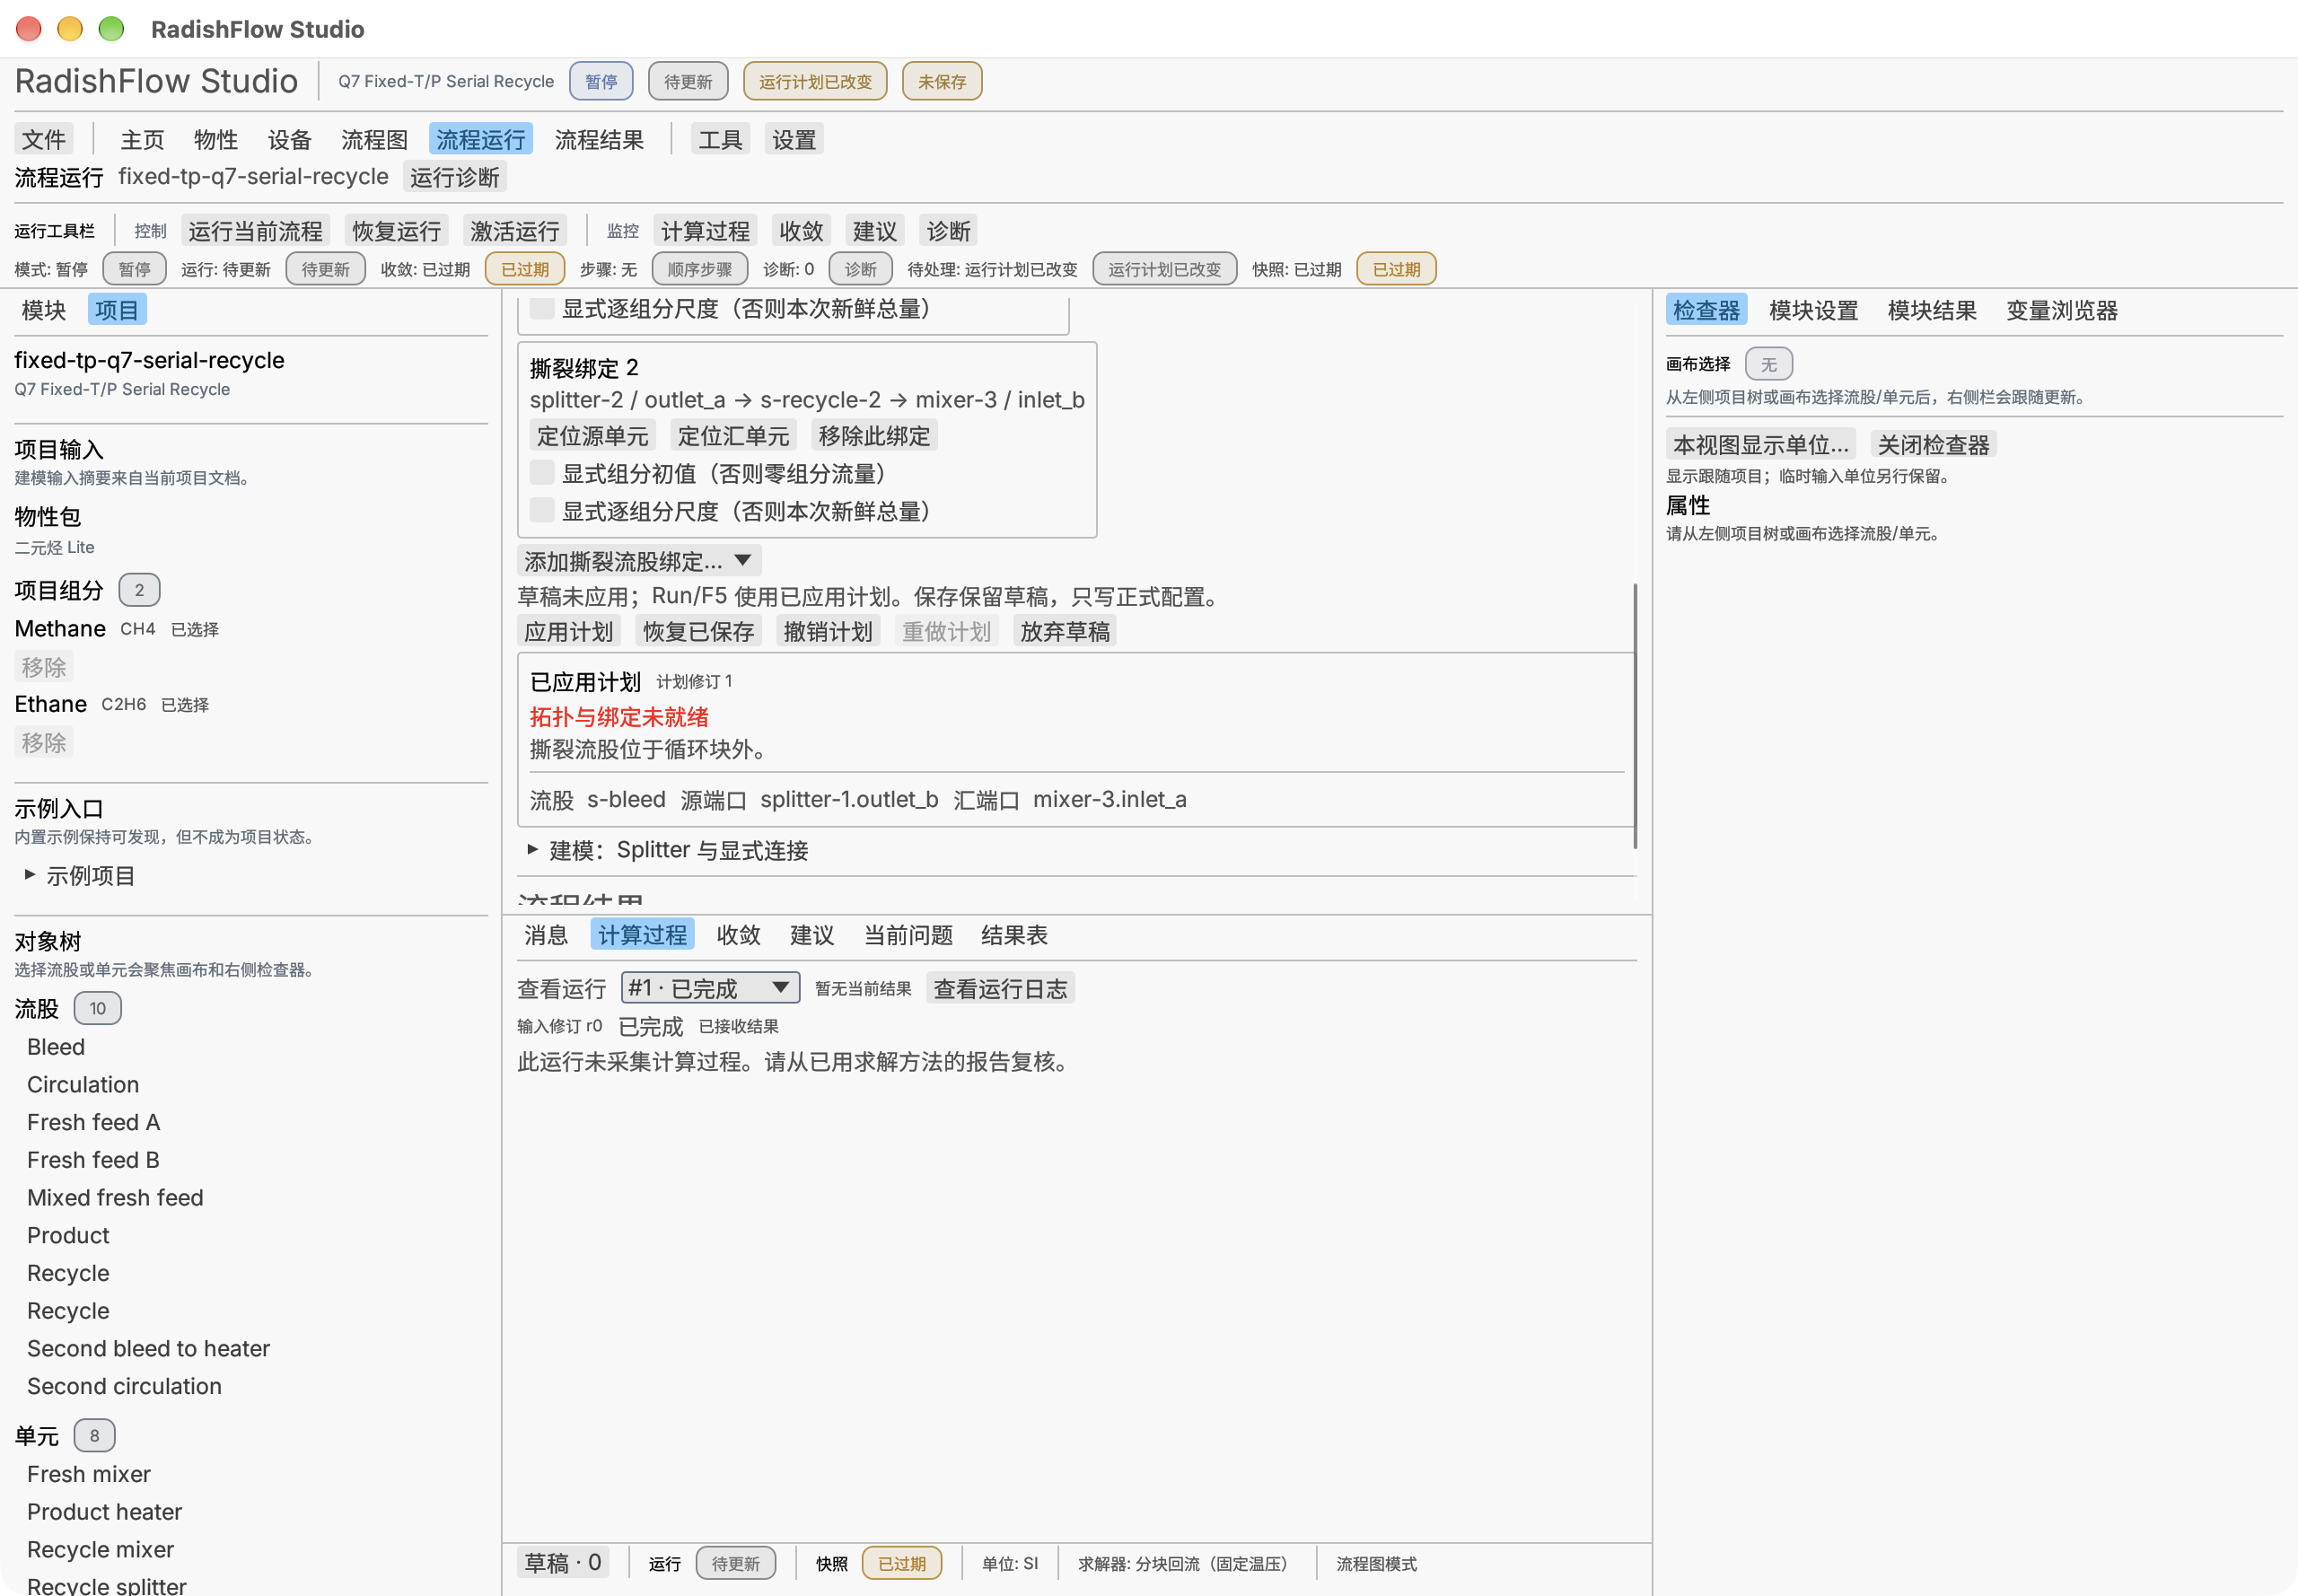 RadishFlow Studio
RadishFlow Studio Q7 Fixed-T/P Serial Recycle 暂停 待更新 运行计划已改变 未保存
文件 主页 物性 设备 流程图 流程运行 流程结果 工具 设置
流程运行 fixed-tp-q7-serial-recycle 运行诊断
运行工具栏 控制 运行当前流程 恢复运行 激活运行 监控 计算过程 收敛 建议 诊断
模式: 暂停 暂停 运行: 待更新 待更新 收敛: 已过期 已过期 步骤: 无 顺序步骤 诊断: 0 诊断 待处理: 运行计划已改变 运行计划已改变 快照: 已过期 已过期
模块 项目
fixed-tp-q7-serial-recycle
Q7 Fixed-T/P Serial Recycle
项目输入
建模输入摘要来自当前项目文档。
物性包
二元烃 Lite
项目组分 2
Methane CH4 已选择
移除
Ethane C2H6 已选择
移除
示例入口
内置示例保持可发现，但不成为项目状态。
示例项目
对象树
选择流股或单元会聚焦画布和右侧检查器。
流股 10
Bleed
Circulation
Fresh feed A
Fresh feed B
Mixed fresh feed
Product
Recycle
Recycle
Second bleed to heater
Second circulation
单元 8
Fresh mixer
Product heater
Recycle mixer
Recycle splitter
显式逐组分尺度（否则本次新鲜总量）
撕裂绑定 2
splitter-2 / outlet_a → s-recycle-2 → mixer-3 / inlet_b
定位源单元 定位汇单元 移除此绑定
显式组分初值（否则零组分流量）
显式逐组分尺度（否则本次新鲜总量）
添加撕裂流股绑定...
草稿未应用；Run/F5 使用已应用计划。保存保留草稿，只写正式配置。
应用计划 恢复已保存 撤销计划 重做计划 放弃草稿
已应用计划 计划修订 1
拓扑与绑定未就绪
撕裂流股位于循环块外。
流股 s-bleed 源端口 splitter-1.outlet_b 汇端口 mixer-3.inlet_a
建模：Splitter 与显式连接
流程结果
消息 计算过程 收敛 建议 当前问题 结果表
查看运行 #1 · 已完成 暂无当前结果 查看运行日志
输入修订 r0 已完成 已接收结果
此运行未采集计算过程。请从已用求解方法的报告复核。
草稿 · 0 运行 待更新 快照 已过期 单位: SI 求解器: 分块回流（固定温压） 流程图模式
检查器 模块设置 模块结果 变量浏览器
画布选择 无
从左侧项目树或画布选择流股/单元后，右侧栏会跟随更新。
本视图显示单位... 关闭检查器
显示跟随项目；临时输入单位另行保留。
属性
请从左侧项目树或画布选择流股/单元。